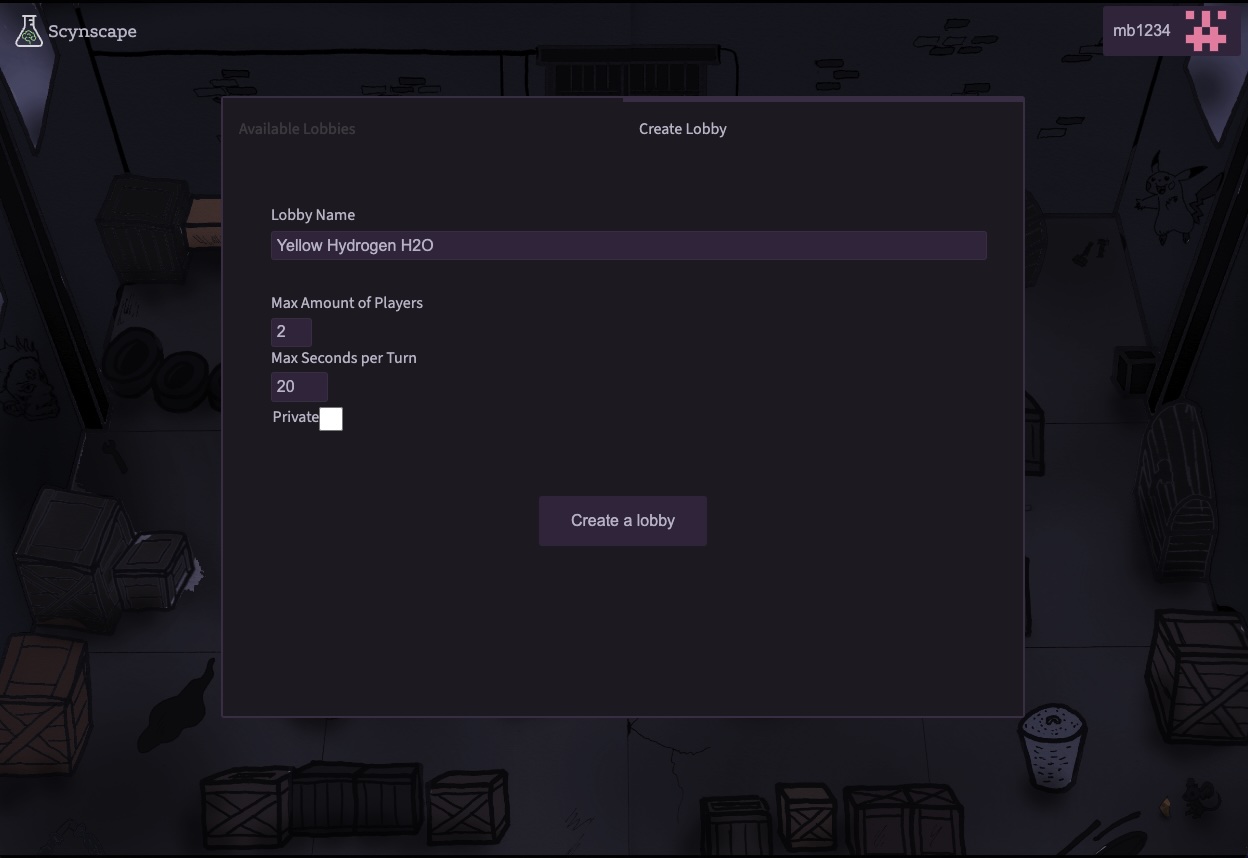 Scynscape
mb1234
Available Lobbies
Create Lobby
Lobby Name
Yellow Hydrogen H2O
Max Amount of Players
2
Max Seconds per Turn
20
Private
Create a lobby